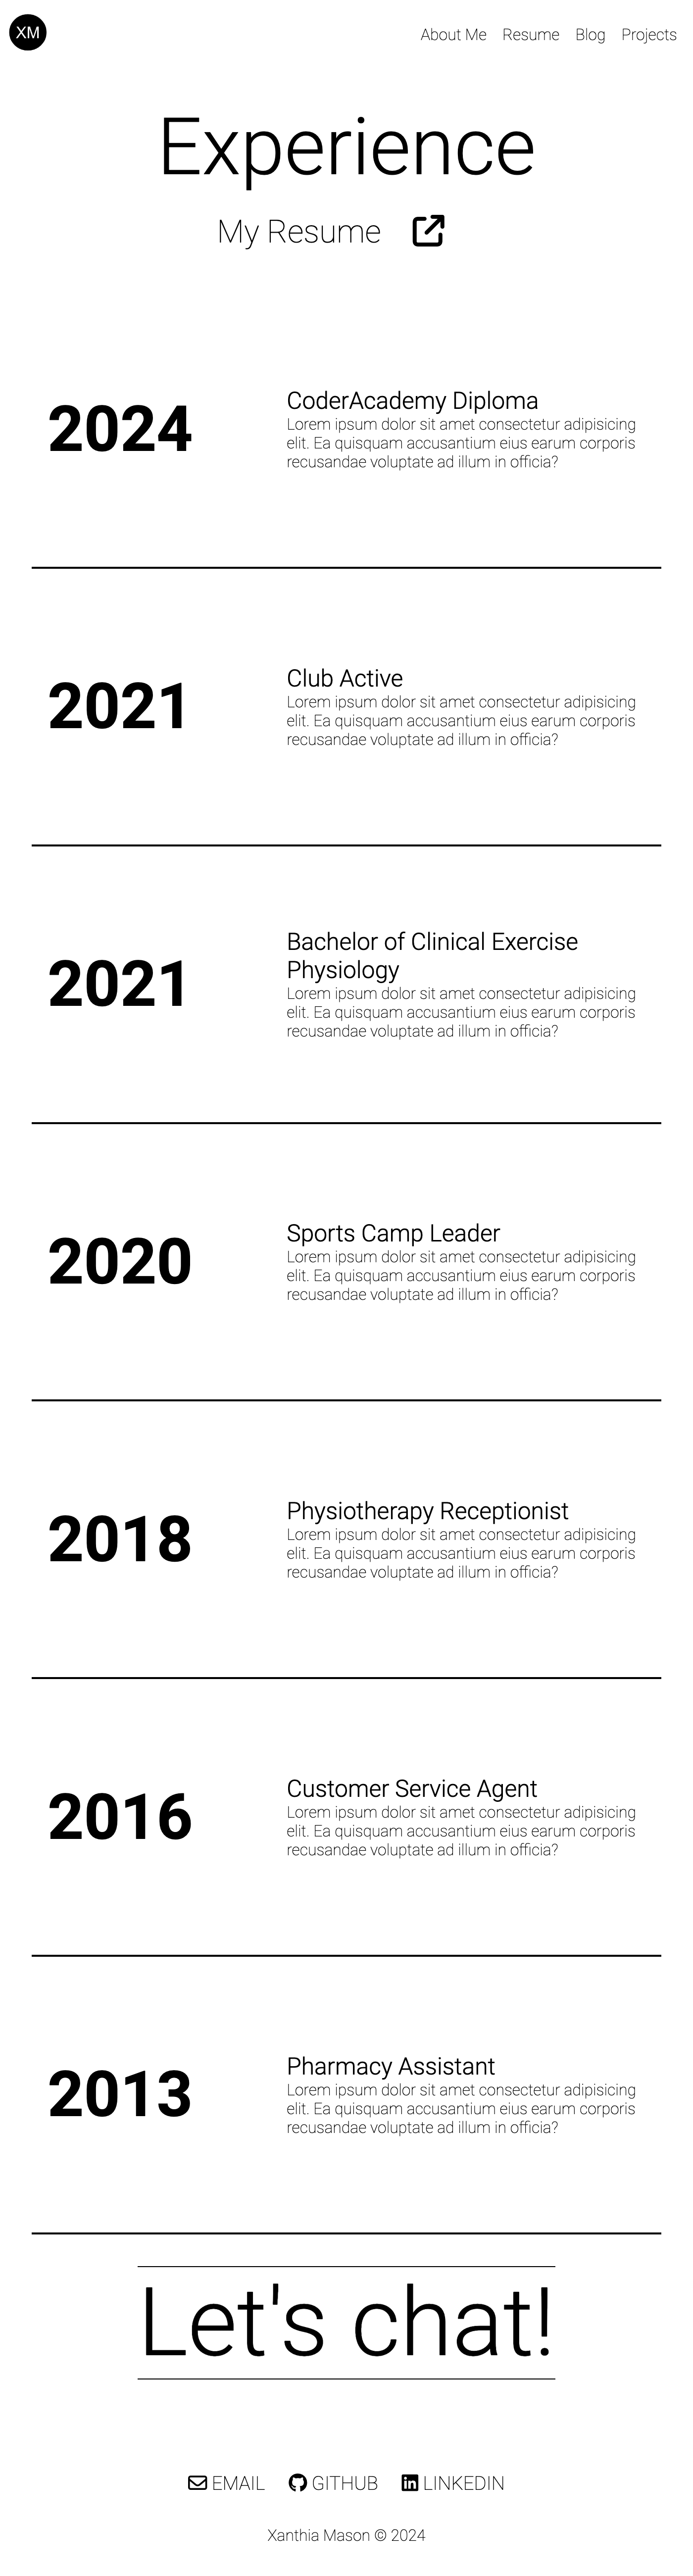 XM
About Me Resume Blog Projects
Experience
My Resume
2024
CoderAcademy Diploma
Lorem ipsum dolor sit amet consectetur adipisicing
elit. Ea quisquam accusantium eius earum corporis
recusandae voluptate ad illum in officia?
2021
Club Active
Lorem ipsum dolor sit amet consectetur adipisicing
elit. Ea quisquam accusantium eius earum corporis
recusandae voluptate ad illum in officia?
2021
Bachelor of Clinical Exercise
Physiology
Lorem ipsum dolor sit amet consectetur adipisicing
elit. Ea quisquam accusantium eius earum corporis
recusandae voluptate ad illum in officia?
2020
Sports Camp Leader
Lorem ipsum dolor sit amet consectetur adipisicing
elit. Ea quisquam accusantium eius earum corporis
recusandae voluptate ad illum in officia?
2018
Physiotherapy Receptionist
Lorem ipsum dolor sit amet consectetur adipisicing
elit. Ea quisquam accusantium eius earum corporis
recusandae voluptate ad illum in officia?
2016
Customer Service Agent
Lorem ipsum dolor sit amet consectetur adipisicing
elit. Ea quisquam accusantium eius earum corporis
recusandae voluptate ad illum in officia?
2013
Pharmacy Assistant
Lorem ipsum dolor sit amet consectetur adipisicing
elit. Ea quisquam accusantium eius earum corporis
recusandae voluptate ad illum in officia?
Let's chat!
EMAIL GITHUB LINKEDIN
Xanthia Mason © 2024